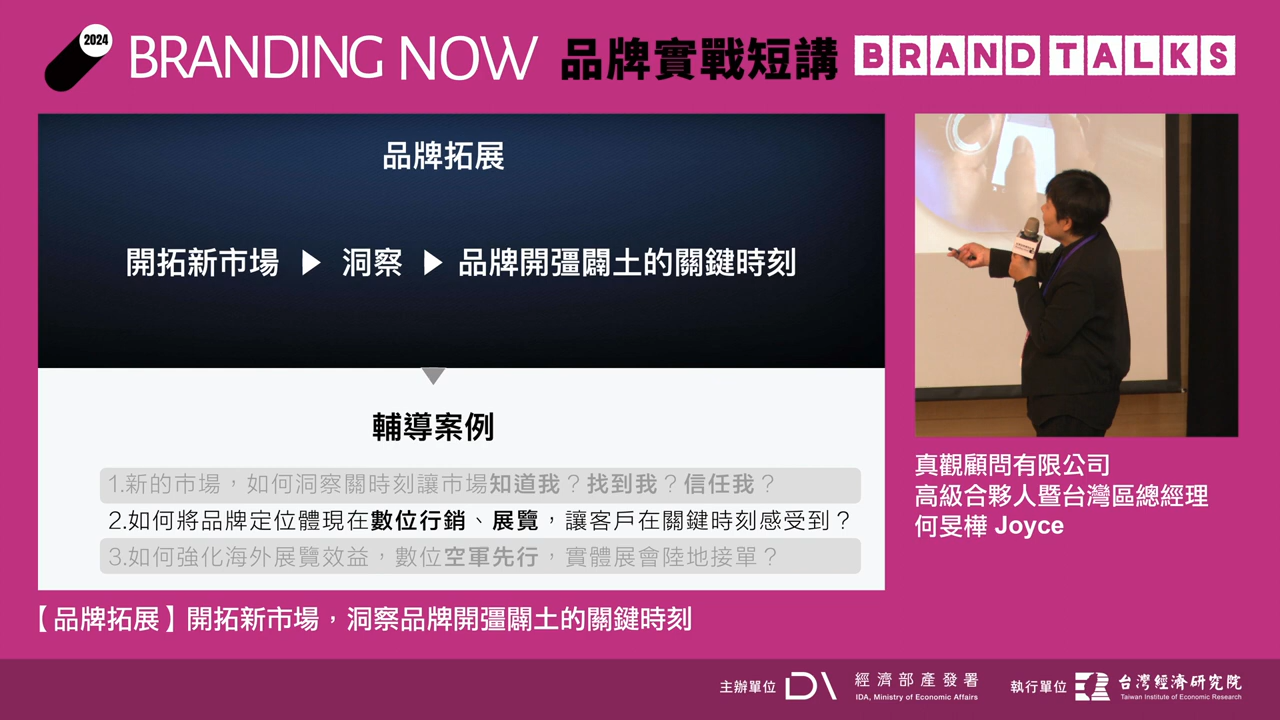 2024
BRANDING NOW 品牌實戰短講 BRAND TALKS
品牌拓展
開拓新市場 ▶ 洞察 ▶ 品牌開彊闢土的關鍵時刻
輔導案例
1.新的市場，如何洞察關時刻讓市場知道我？找到我？信任我？
2.如何將品牌定位體現在數位行銷、展覽，讓客戶在關鍵時刻感受到？
3.如何強化海外展覽效益，數位空軍先行，實體展會陸地接單？
真觀顧問有限公司
高級合夥人暨台灣區總經理
何旻樺 Joyce
【品牌拓展】開拓新市場，洞察品牌開彊闢土的關鍵時刻
主辦單位 IDA 經濟部產發署
IDA, Ministry of Economic Affairs
執行單位 台灣經濟研究院
Taiwan Institute of Economic Research